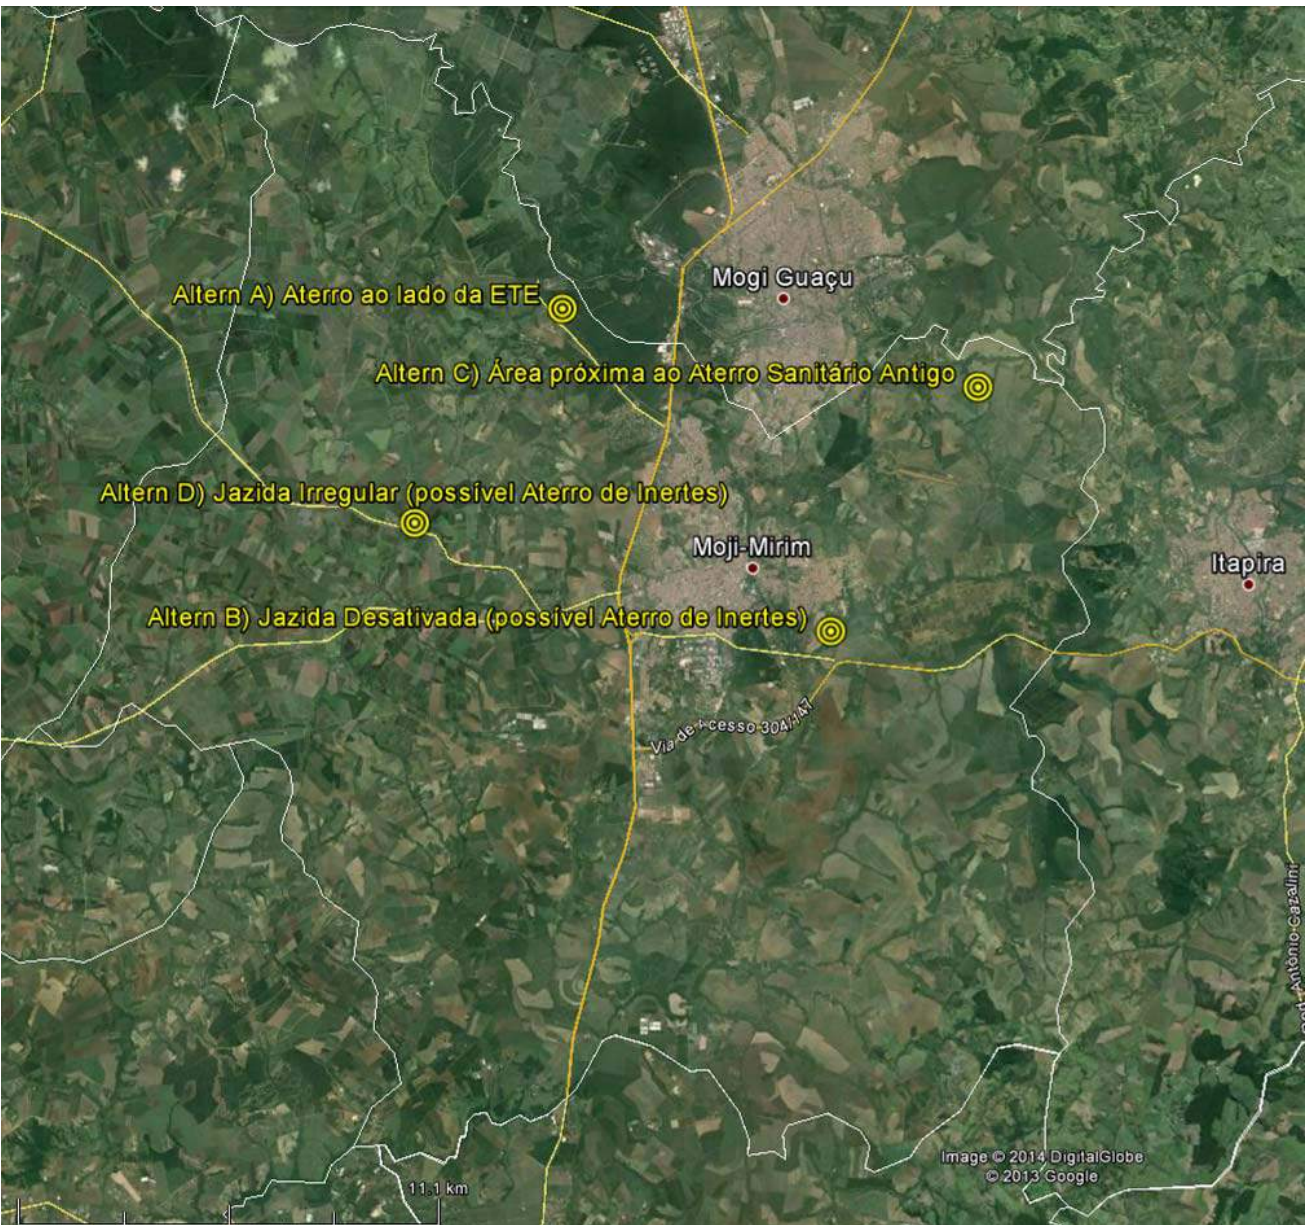 Mogi Guaçu
Altern A) Aterro ao lado da ETE
Altern C) Área próxima ao Aterro Sanitário Antigo
Altern D) Jazida Irregular (possível Aterro de Inertes)
Moji-Mirim
Itapira
Altern B) Jazida Desativada (possível Aterro de Inertes)
Via de Acesso 304/147
Antônio Cazalini
Image © 2014 DigitalGlobe
© 2013 Google
11.1 km